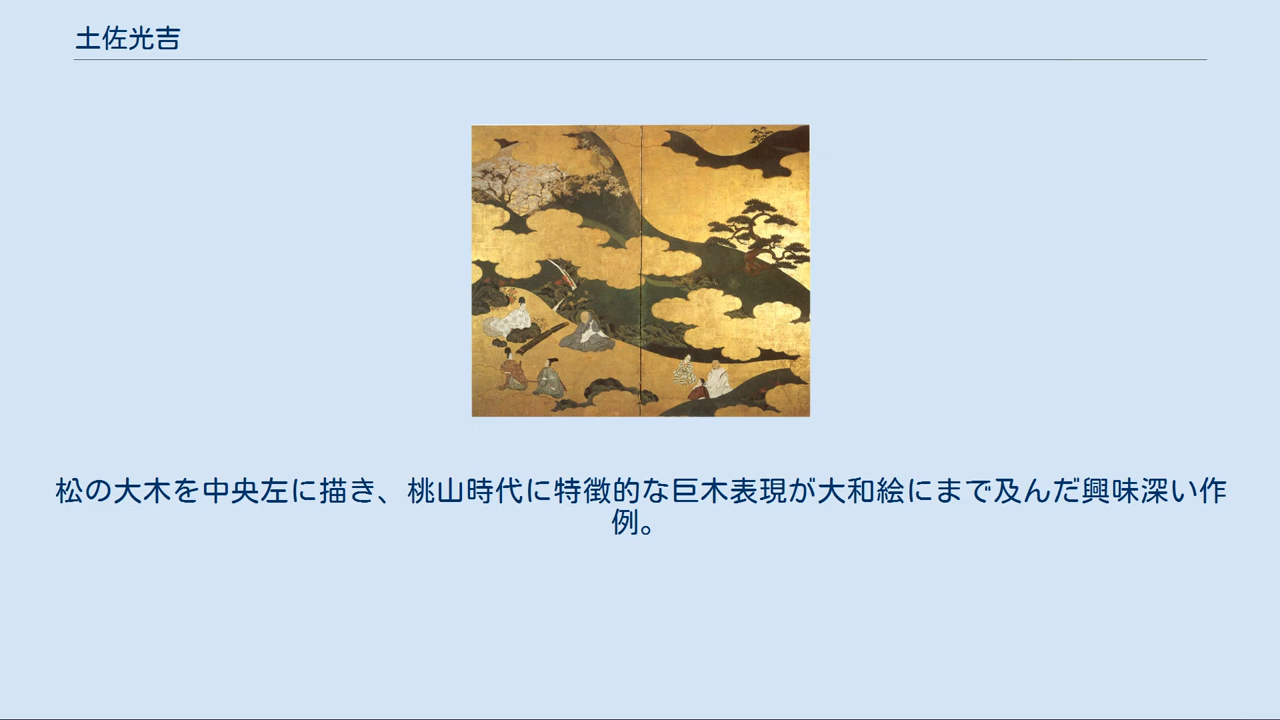 土佐光吉
松の大木を中央左に描き、桃山時代に特徴的な巨木表現が大和絵にまで及んだ興味深い作
例。